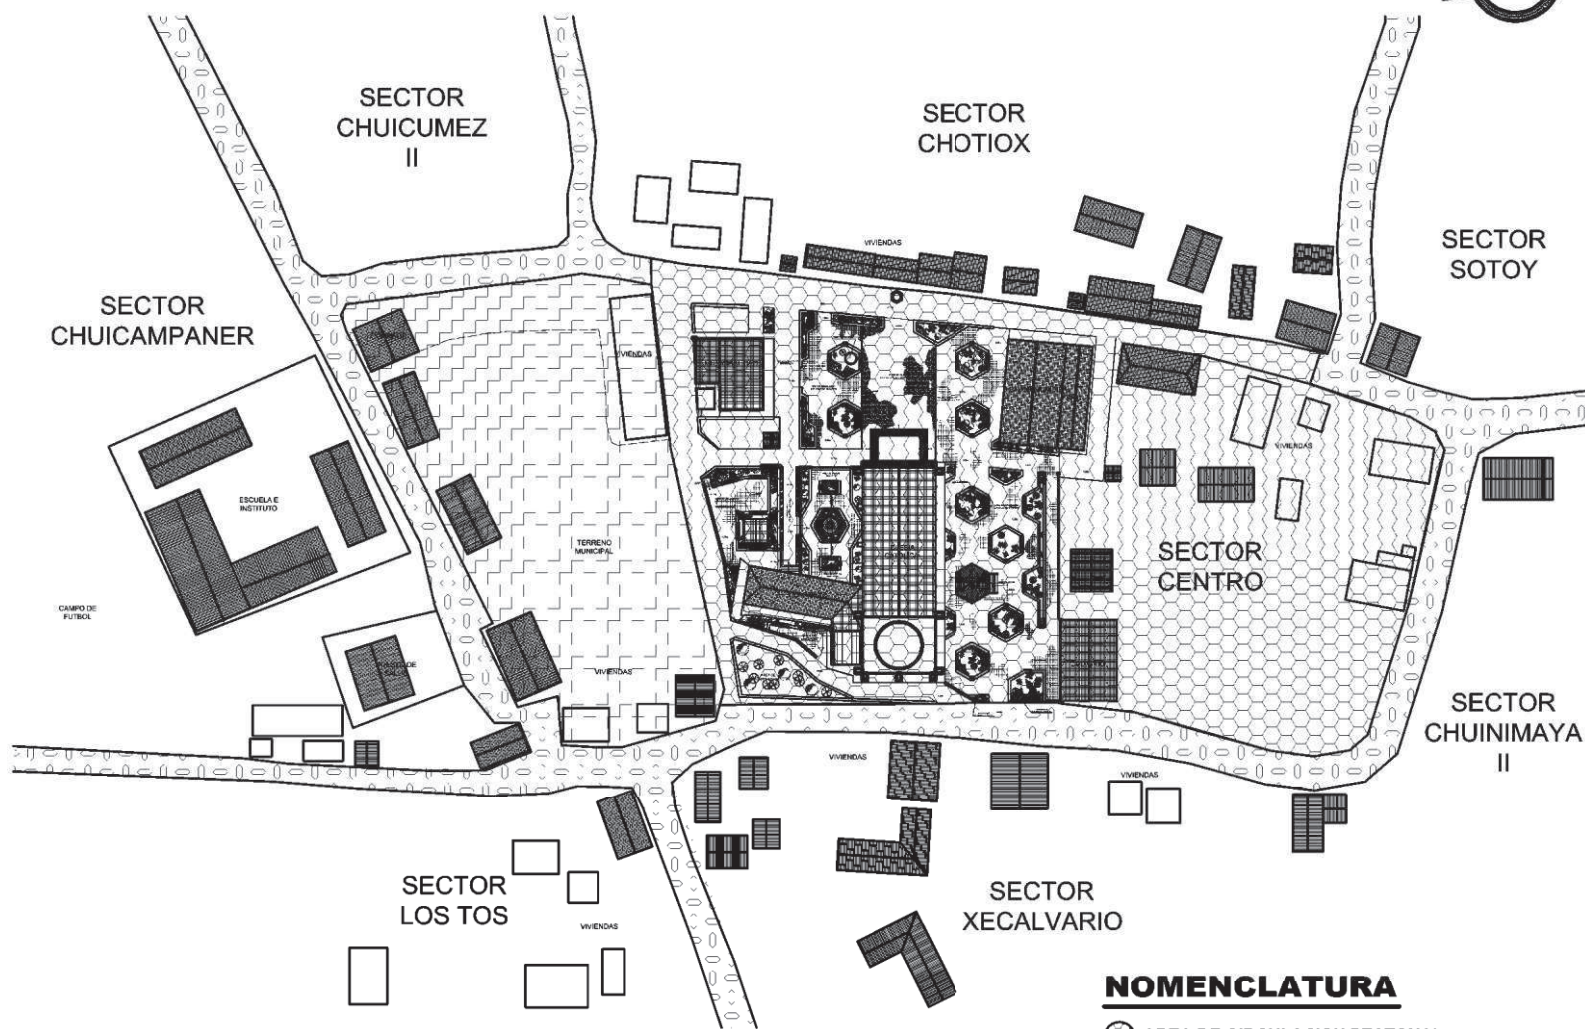 SECTOR
CHUICUMEZ
II
SECTOR
CHOTIOX
SECTOR
SOTOY
SECTOR
CHUICAMPANER
VIVIENDAS
VIVIENDAS
VIVIENDAS
ESCUELA E
INSTITUTO
TERRENO
MUNICIPAL
SECTOR
CENTRO
CAMPO DE
FUTBOL
VIVIENDAS
SECTOR
CHUINIMAYA
II
VIVIENDAS
VIVIENDAS
SECTOR
LOS TOS
VIVIENDAS
SECTOR
XECALVARIO
NOMENCLATURA